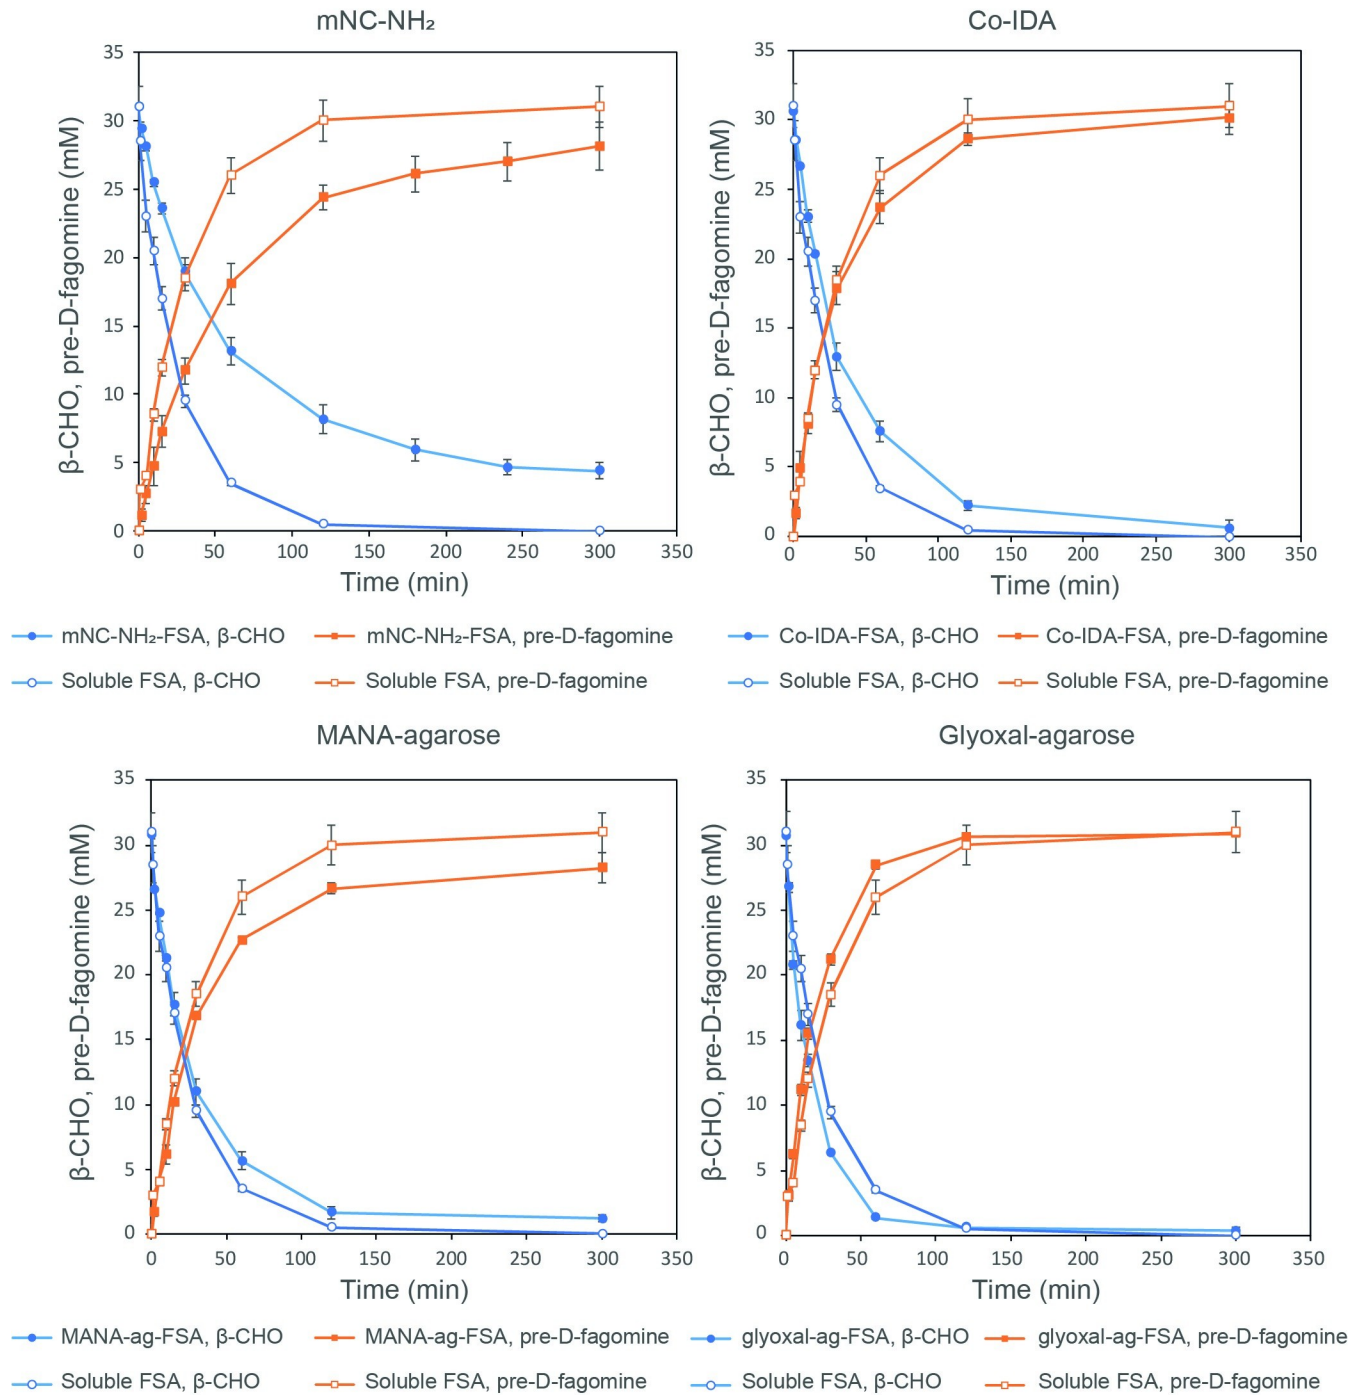 mNC-NH₂
Co-IDA
35
30
25
20
15
10
5
0
β-CHO, pre-D-fagomine (mM)
0 50 100 150 200 250 300 350
Time (min)
35
30
25
20
15
10
5
0
β-CHO, pre-D-fagomine (mM)
0 50 100 150 200 250 300 350
Time (min)
mNC-NH₂-FSA, β-CHO
mNC-NH₂-FSA, pre-D-fagomine
Co-IDA-FSA, β-CHO
Co-IDA-FSA, pre-D-fagomine
Soluble FSA, β-CHO
Soluble FSA, pre-D-fagomine
Soluble FSA, β-CHO
Soluble FSA, pre-D-fagomine
MANA-agarose
Glyoxal-agarose
35
30
25
20
15
10
5
0
β-CHO, pre-D-fagomine (mM)
0 50 100 150 200 250 300 350
Time (min)
35
30
25
20
15
10
5
0
β-CHO, pre-D-fagomine (mM)
0 50 100 150 200 250 300 350
Time (min)
MANA-ag-FSA, β-CHO
MANA-ag-FSA, pre-D-fagomine
glyoxal-ag-FSA, β-CHO
glyoxal-ag-FSA, pre-D-fagomine
Soluble FSA, β-CHO
Soluble FSA, pre-D-fagomine
Soluble FSA, β-CHO
Soluble FSA, pre-D-fagomine